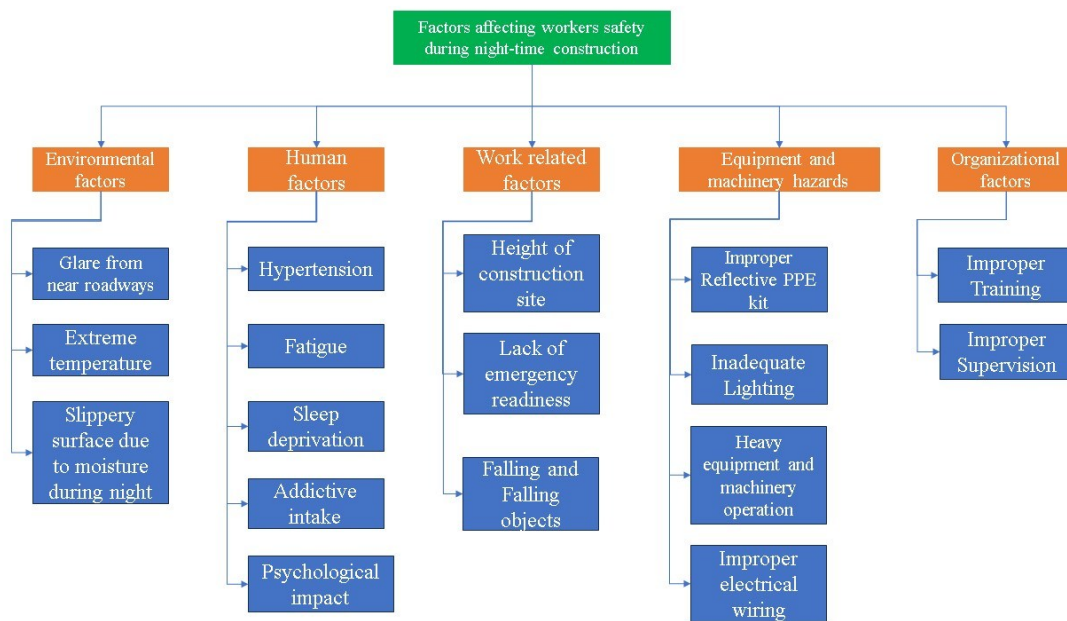 Factors affecting workers safety
during night-time construction
Environmental
factors
Human
factors
Work related
factors
Equipment and
machinery hazards
Organizational
factors
Glare from
near roadways
Extreme
temperature
Slippery
surface due
to moisture
during night
Hypertension
Fatigue
Sleep
deprivation
Addictive
intake
Psychological
impact
Height of
construction
site
Lack of
emergency
readiness
Falling and
Falling
objects
Improper
Reflective PPE
kit
Inadequate
Lighting
Heavy
equipment and
machinery
operation
Improper
electrical
wiring
Improper
Training
Improper
Supervision